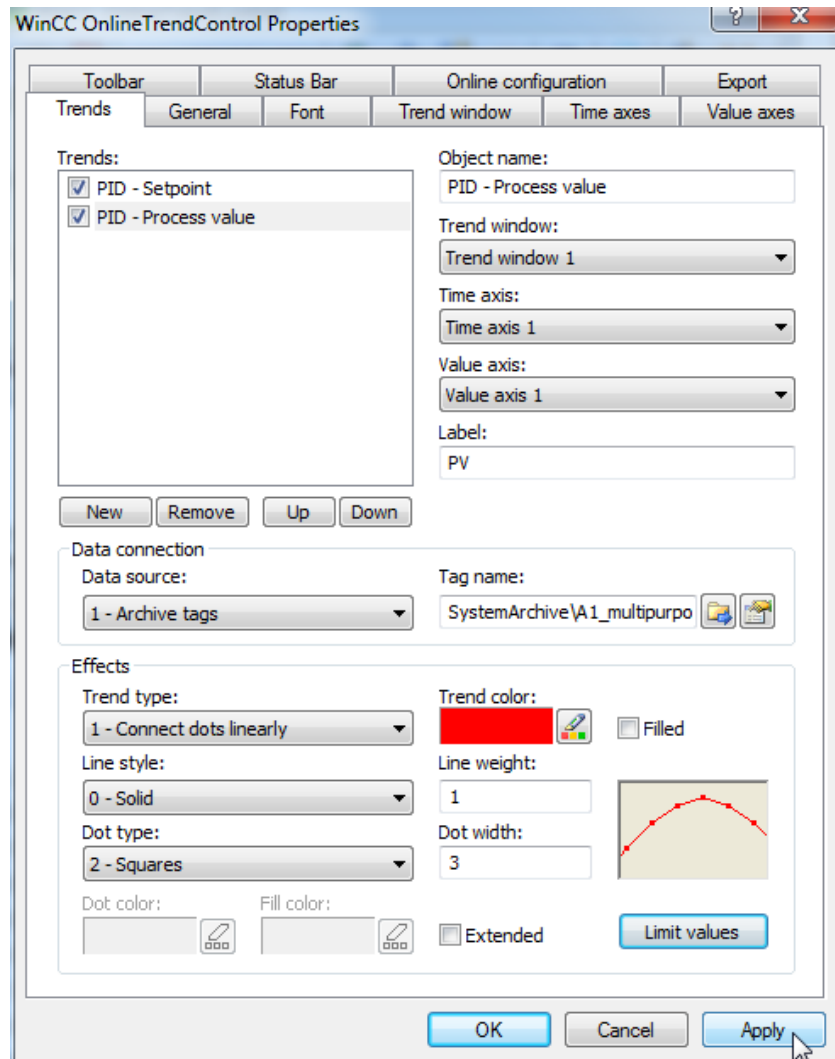 WinCC OnlineTrendControl Properties
?
Toolbar Status Bar Online configuration Export
Trends General Font Trend window Time axes Value axes
Trends:
PID - Setpoint
PID - Process value
New Remove Up Down
Object name:
PID - Process value
Trend window:
Trend window 1
Time axis:
Time axis 1
Value axis:
Value axis 1
Label:
PV
Data connection
Data source:
1 - Archive tags
Tag name:
SystemArchive\A1_multipurpo
Effects
Trend type:
1 - Connect dots linearly
Trend color:
Filled
Line style:
0 - Solid
Line weight:
1
Dot type:
2 - Squares
Dot width:
3
Dot color: Fill color:
Extended
Limit values
OK Cancel Apply